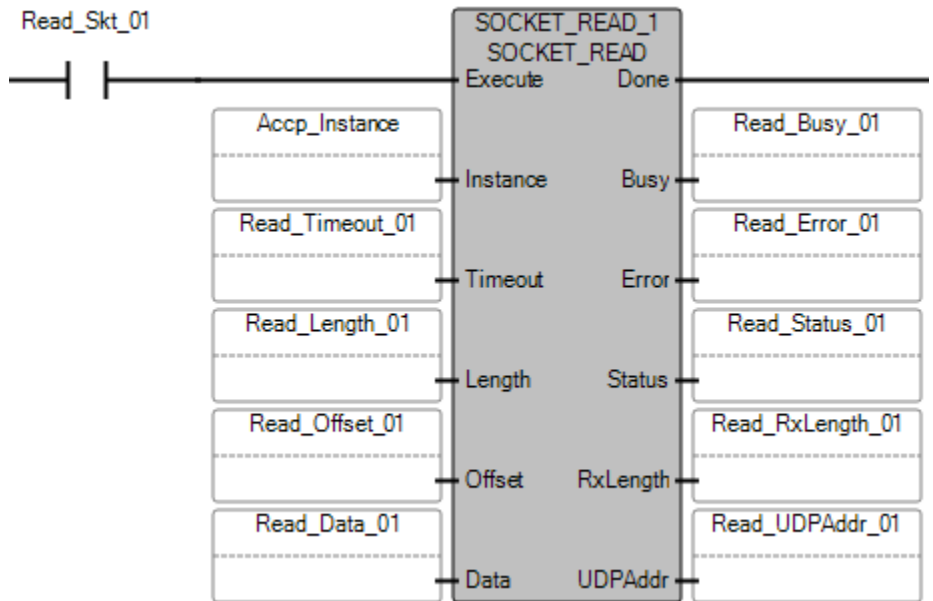 Read_Skt_01
SOCKET_READ_1
SOCKET_READ
Execute Done
Accp_Instance Read_Busy_01
Instance Busy
Read_Timeout_01 Read_Error_01
Timeout Error
Read_Length_01 Read_Status_01
Length Status
Read_Offset_01 Read_RxLength_01
Offset RxLength
Read_Data_01 Read_UDPAddr_01
Data UDPAddr